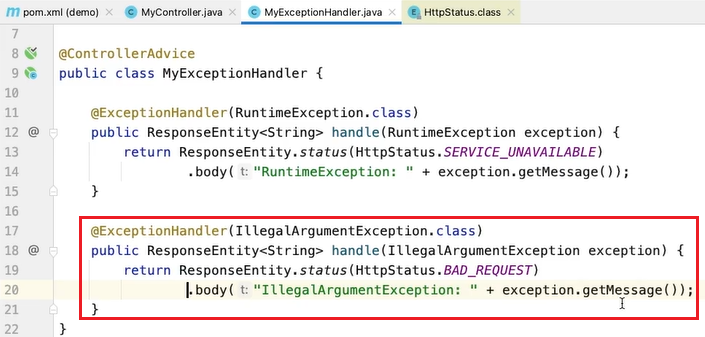 pom.xml (demo) × MyController.java × MyExceptionHandler.java × HttpStatus.class ×
7
8 @ControllerAdvice
9 public class MyExceptionHandler {
10
11 @ExceptionHandler(RuntimeException.class)
12 @ public ResponseEntity<String> handle(RuntimeException exception) {
13 return ResponseEntity.status(HttpStatus.SERVICE_UNAVAILABLE)
14 .body( t: "RuntimeException: " + exception.getMessage());
15 }
16
17 @ExceptionHandler(IllegalArgumentException.class)
18 @ public ResponseEntity<String> handle(IllegalArgumentException exception) {
19 return ResponseEntity.status(HttpStatus.BAD_REQUEST)
20 .body( t: "IllegalArgumentException: " + exception.getMessage());
21 }
22 }